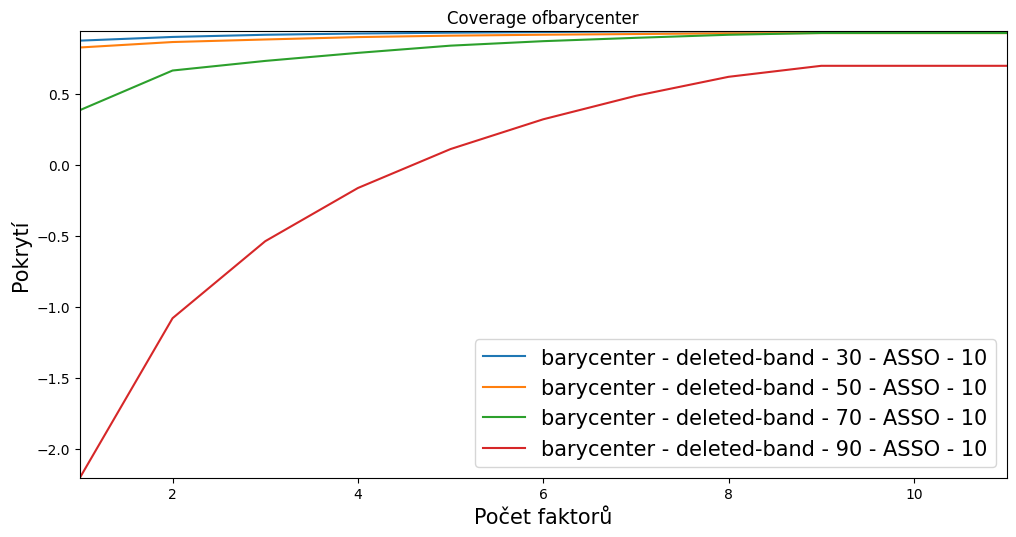 Coverage ofbarycenter
Pokrytí
0.5
0.0
−0.5
−1.0
−1.5
−2.0
barycenter - deleted-band - 30 - ASSO - 10
barycenter - deleted-band - 50 - ASSO - 10
barycenter - deleted-band - 70 - ASSO - 10
barycenter - deleted-band - 90 - ASSO - 10
2 4 6 8 10
Počet faktorů